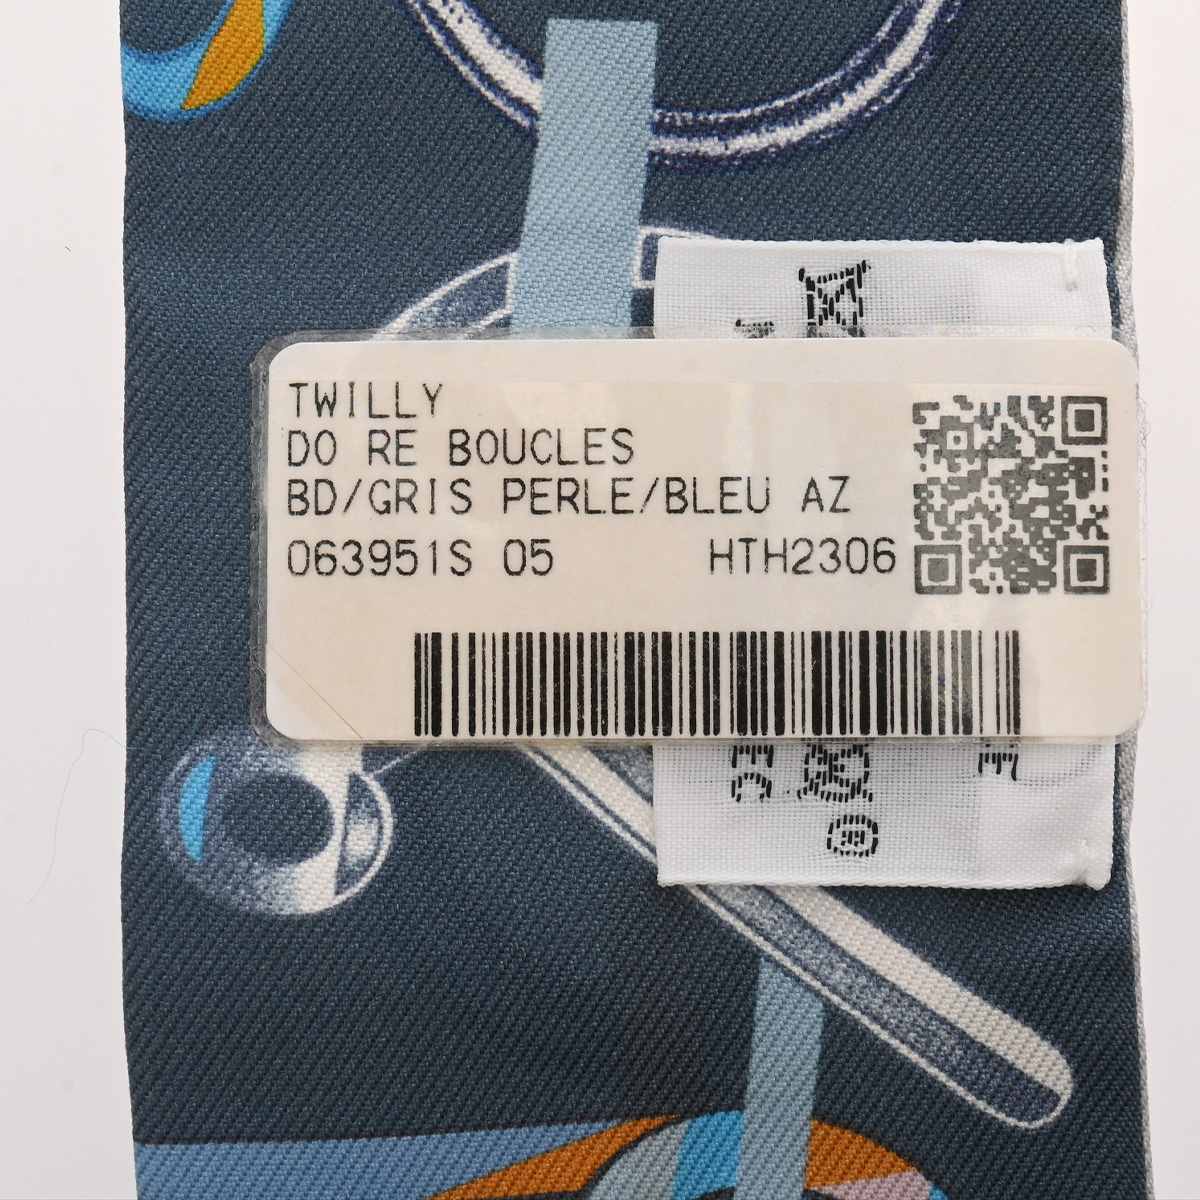 TWILLY
DO RE BOUCLES
BD/GRIS PERLE/BLEU AZ
063951S 05 HTH2306